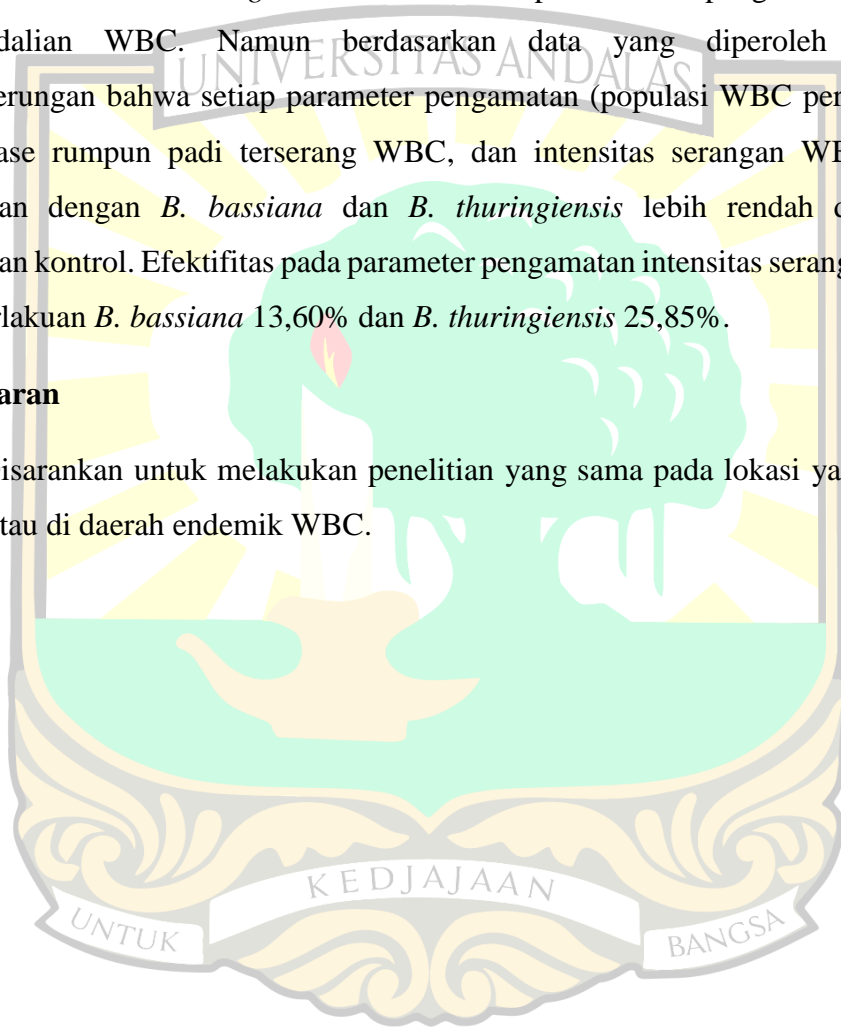 dalian WBC. Namun berdasarkan data yang diperoleh
erungan bahwa setiap parameter pengamatan (populasi WBC per
ase rumpun padi terserang WBC, dan intensitas serangan
an dengan B. bassiana dan B. thuringiensis lebih rendah
an kontrol. Efektifitas pada parameter pengamatan intensitas serang
rlakuan B. bassiana 13,60% dan B. thuringiensis 25,85%.
aran
isarankan untuk melakukan penelitian yang sama pada lokasi ya
tau di daerah endemik WBC.
UNIVERSITAS ANDALAS
KEDJAJAAN
UNTUK
BANGSA